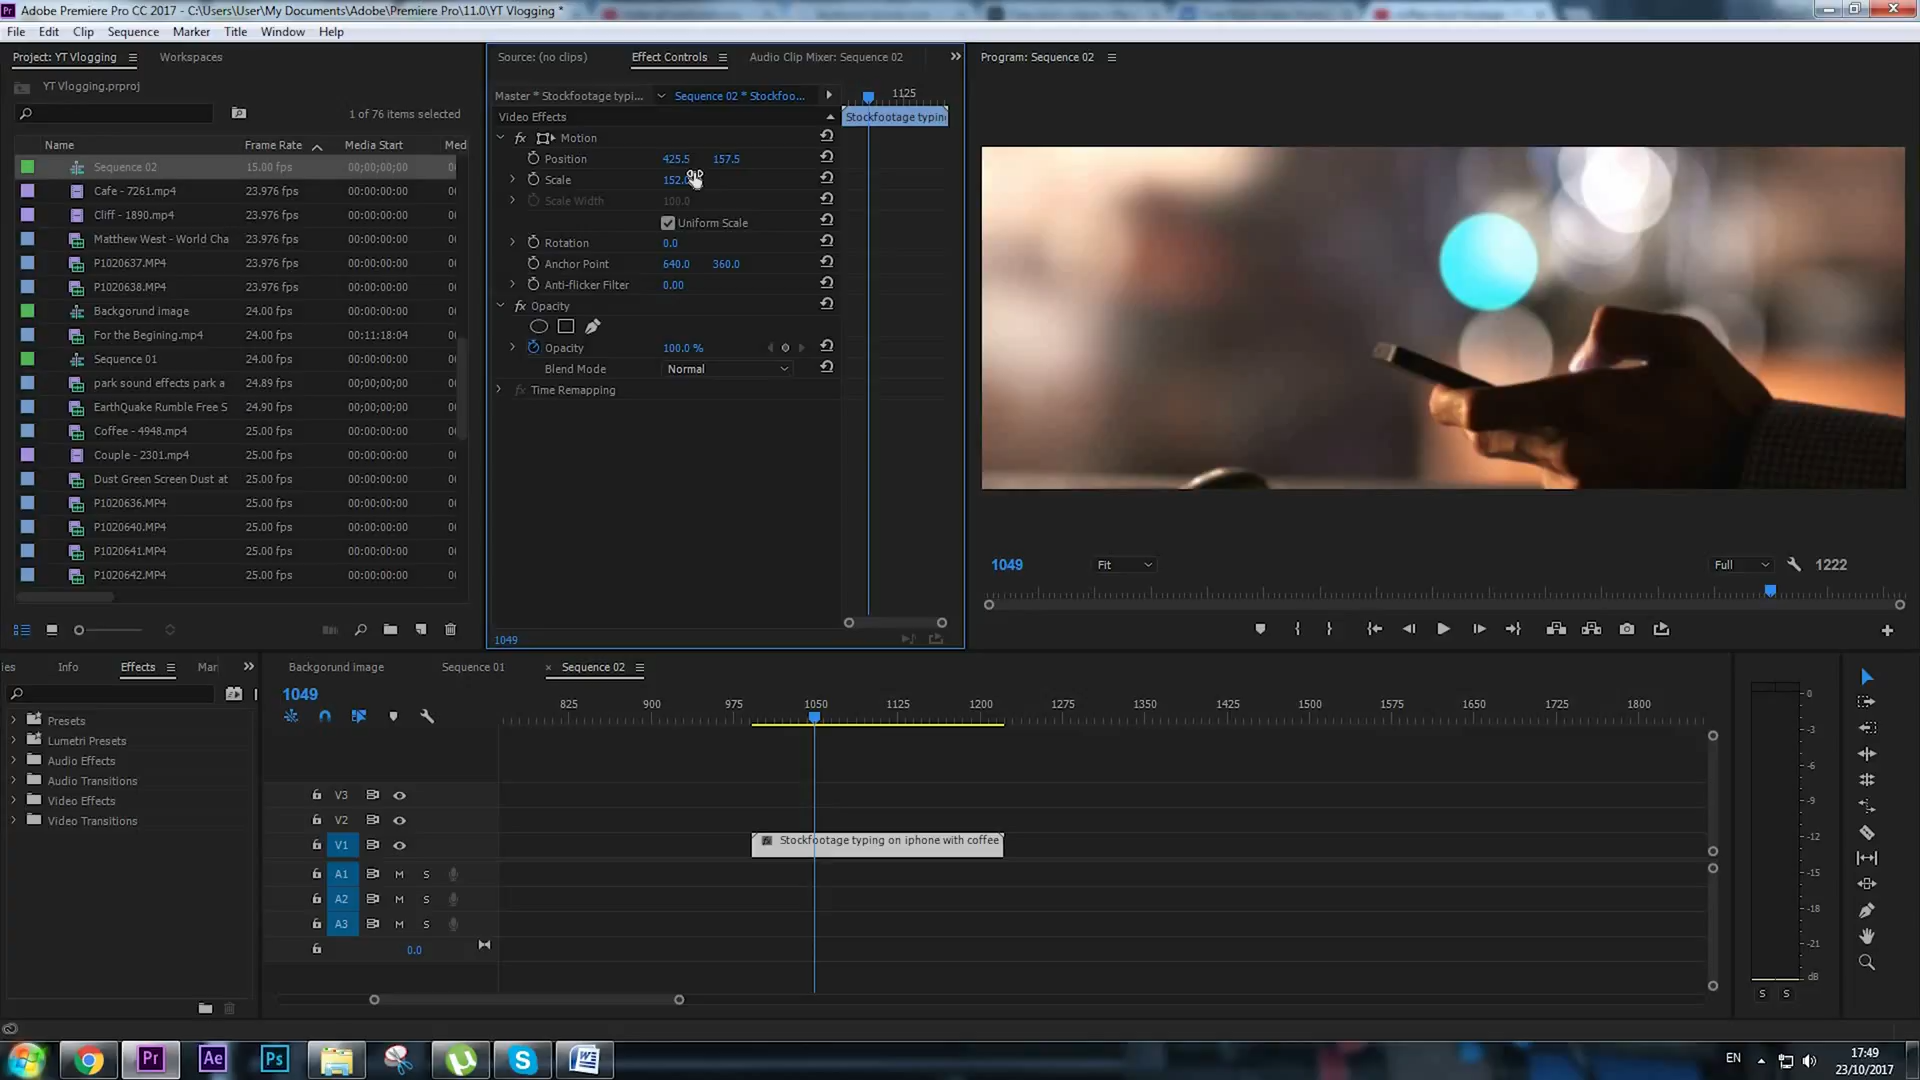 Adobe Premiere Pro CC 2017 - C:\Users\User\My Documents\Adobe\Premiere Pro\11.0\YT Vlogging *
File Edit Clip Sequence Marker Title Window Help
Project: YT Vlogging Workspaces
YT Vlogging.prproj
1 of 76 items selected
Name Frame Rate Media Start Med
Sequence 02 15.00 fps 00;00;00;00
Cafe - 7261.mp4 23.976 fps 00:00:00:00
Cliff - 1890.mp4 23.976 fps 00:00:00:00
Matthew West - World Cha 23.976 fps 00:00:00:00
P1020637.MP4 23.976 fps 00:00:00:00
P1020638.MP4 23.976 fps 00:00:00:00
Backgorund image 24.00 fps 00:00:00:00
For the Begining.mp4 24.00 fps 00:11:18:04
Sequence 01 24.00 fps 00:00:00:00
park sound effects park a 24.89 fps 00;00;00;00
EarthQuake Rumble Free S 24.90 fps 00;00;00;00
Coffee - 4948.mp4 25.00 fps 00:00:00:00
Couple - 2301.mp4 25.00 fps 00:00:00:00
Dust Green Screen Dust at 25.00 fps 00:00:00:00
P1020636.MP4 25.00 fps 00:00:00:00
P1020640.MP4 25.00 fps 00:00:00:00
P1020641.MP4 25.00 fps 00:00:00:00
P1020642.MP4 25.00 fps 00:00:00:00
Source: (no clips) Effect Controls Audio Clip Mixer: Sequence 02
Master * Stockfootage typi... Sequence 02 * Stockfoo... 1125
Video Effects Stockfootage typin
fx Motion
Position 425.5 157.5
Scale 152.0
Scale Width 100.0
Uniform Scale
Rotation 0.0
Anchor Point 640.0 360.0
Anti-flicker Filter 0.00
fx Opacity
Opacity 100.0 %
Blend Mode Normal
fx Time Remapping
1049
Program: Sequence 02
1049 Fit Full 1222
ies Info Effects Mar
Presets
Lumetri Presets
Audio Effects
Audio Transitions
Video Effects
Video Transitions
Backgorund image Sequence 01 × Sequence 02
1049
825 900 975 1050 1125 1200 1275 1350 1425 1500 1575 1650 1725 1800
V3
V2
V1 Stockfootage typing on iphone with coffee
A1 M S
A2 M S
A3 M S
0.0
0
-3
-6
-9
-12
-15
-18
-21
dB
S S
Pr Ae Ps
EN
17:49
23/10/2017